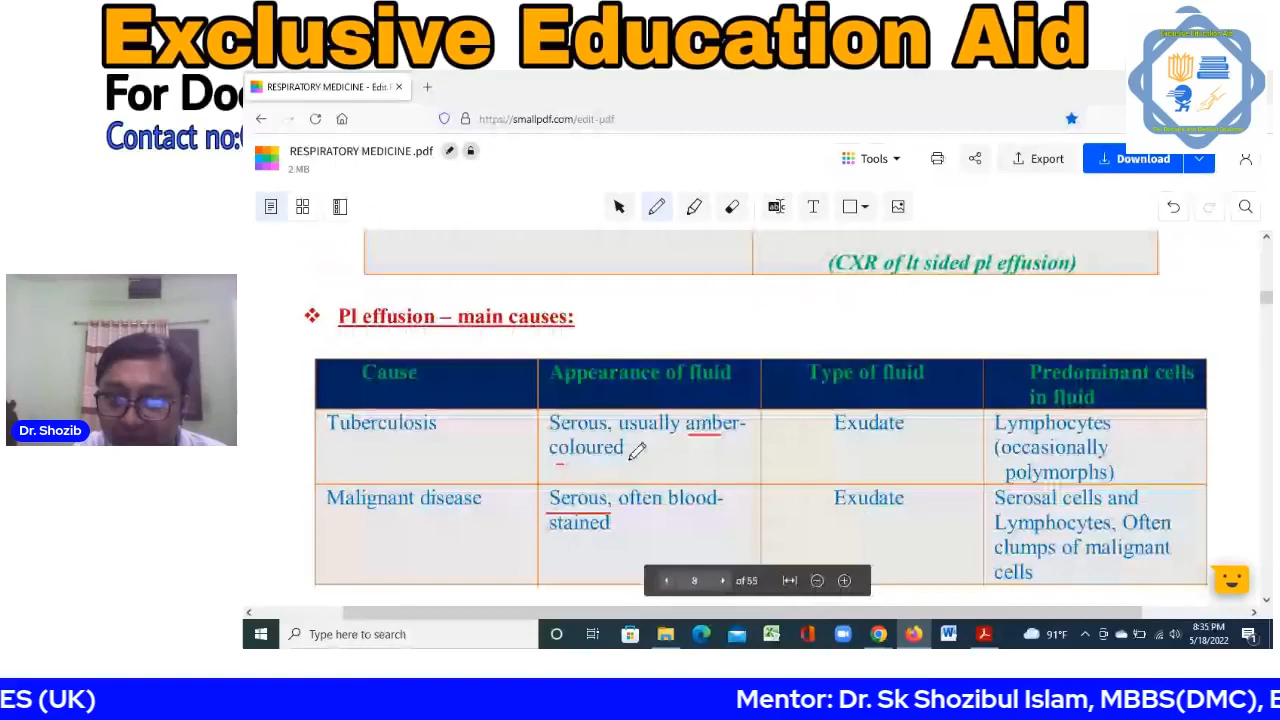 Exclusive Education Aid
For Do
Contact no:
RESPIRATORY MEDICINE - Edit
https://smallpdf.com/edit-pdf
RESPIRATORY MEDICINE .pdf
2 MB
Tools
Export
Download
(CXR of lt sided pl effusion)
❖ Pl effusion – main causes:
Cause
Appearance of fluid
Type of fluid
Predominant cells
in fluid
Tuberculosis
Serous, usually amber-
coloured
Exudate
Lymphocytes
(occasionally
polymorphs)
Malignant disease
Serous, often blood-
stained
Exudate
Serosal cells and
Lymphocytes, Often
clumps of malignant
cells
8 of 55
Dr. Shozib
Type here to search
91°F
8:35 PM
5/18/2022
ES (UK)
Mentor: Dr. Sk Shozibul Islam, MBBS(DMC),